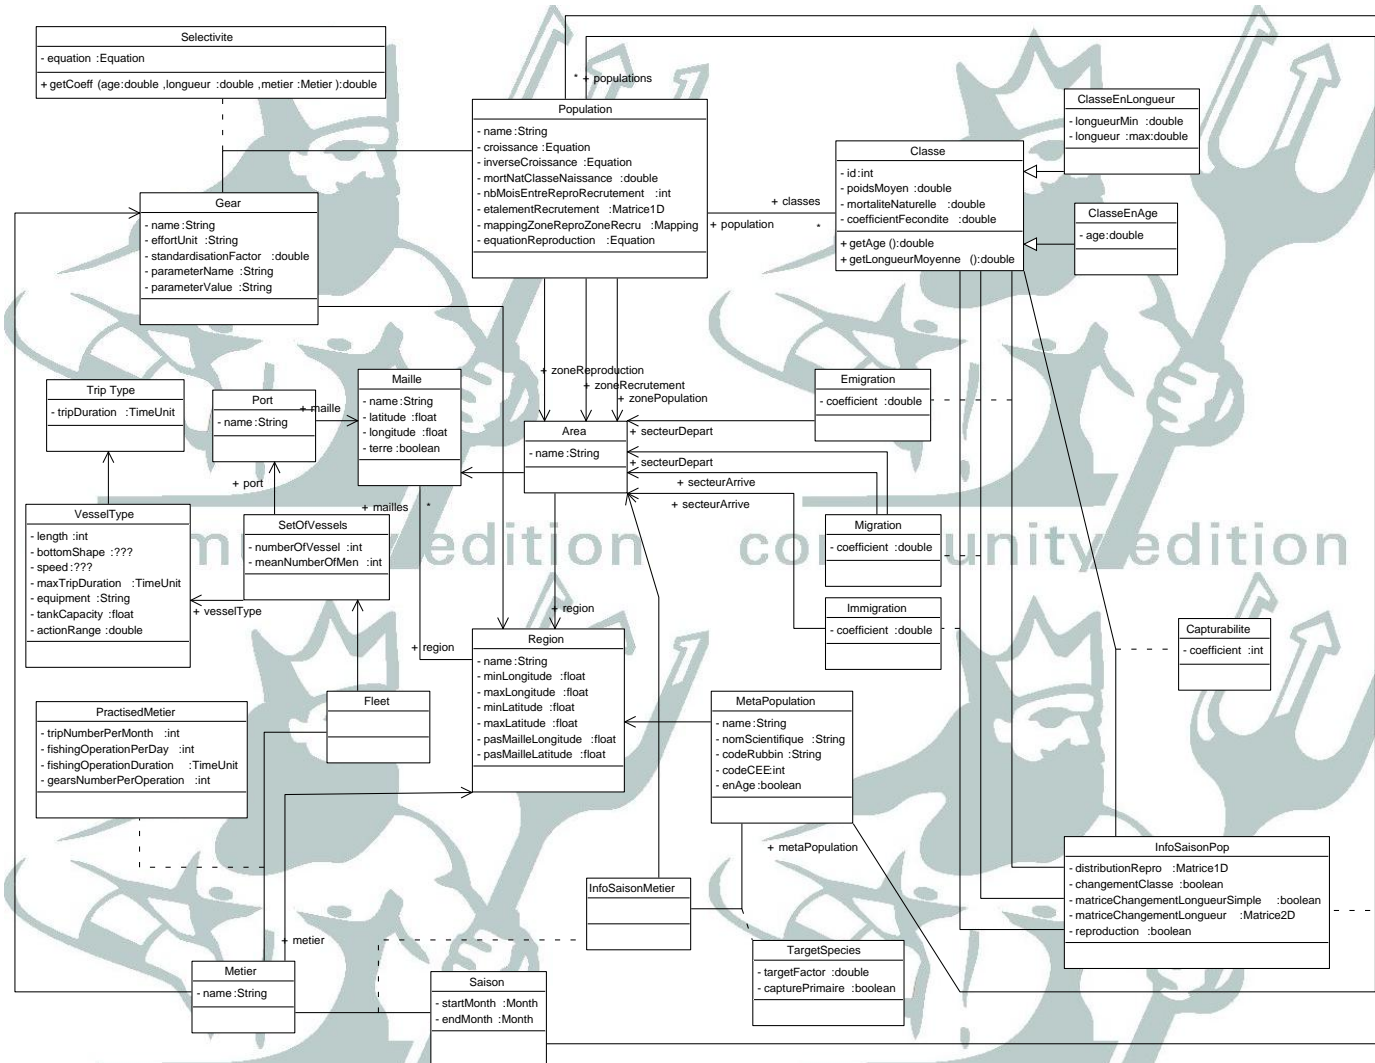 Selectivite
- equation :Equation
+ getCoeff (age:double ,longueur :double ,metier :Metier ):double
* + populations
Population
- name:String
- croissance :Equation
- inverseCroissance :Equation
- mortNatClasseNaissance :double
- nbMoisEntreReproRecrutement :int
- etalementRecrutement :Matrice1D
- mappingZoneReproZoneRecru :Mapping
- equationReproduction :Equation
+ classes
+ population *
Classe
- id:int
- poidsMoyen :double
- mortaliteNaturelle :double
- coefficientFecondite :double
+ getAge ():double
+ getLongueurMoyenne ():double
ClasseEnLongueur
- longueurMin :double
- longueur :max:double
ClasseEnAge
- age:double
Gear
- name:String
- effortUnit :String
- standardisationFactor :double
- parameterName :String
- parameterValue :String
+ zoneReproduction
+ zoneRecrutement
+ zonePopulation
Trip Type
- tripDuration :TimeUnit
Port
- name:String
+ maille
Maille
- name:String
- latitude :float
- longitude :float
- terre :boolean
Area
- name:String
Emigration
- coefficient :double
+ secteurDepart
+ secteurDepart
+ secteurArrive
+ secteurArrive
+ port
+ mailles *
VesselType
- length :int
- bottomShape :???
- speed :???
- maxTripDuration :TimeUnit
- equipment :String
- tankCapacity :float
- actionRange :double
SetOfVessels
- numberOfVessel :int
- meanNumberOfMen :int
+ vesselType
Migration
- coefficient :double
Immigration
- coefficient :double
munity edition
community edition
+ region
+ region
Region
- name:String
- minLongitude :float
- maxLongitude :float
- minLatitude :float
- maxLatitude :float
- pasMailleLongitude :float
- pasMailleLatitude :float
Capturabilite
- coefficient :int
Fleet
PractisedMetier
- tripNumberPerMonth :int
- fishingOperationPerDay :int
- fishingOperationDuration :TimeUnit
- gearsNumberPerOperation :int
MetaPopulation
- name:String
- nomScientifique :String
- codeRubbin :String
- codeCEE:int
- enAge :boolean
+ metaPopulation
InfoSaisonPop
- distributionRepro :Matrice1D
- changementClasse :boolean
- matriceChangementLongueurSimple :boolean
- matriceChangementLongueur :Matrice2D
- reproduction :boolean
InfoSaisonMetier
+ metier
TargetSpecies
- targetFactor :double
- capturePrimaire :boolean
Metier
- name:String
Saison
- startMonth :Month
- endMonth :Month